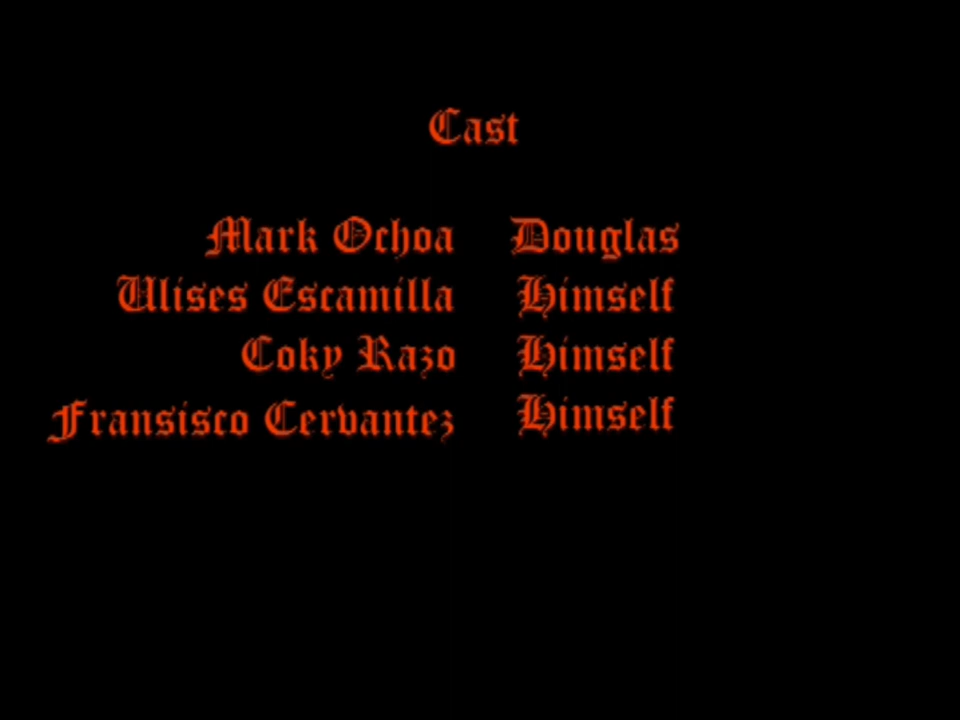 Cast
Mark Ochoa Douglas
Ulises Escamilla Himself
Coky Razo Himself
Fransisco Cervantez Himself